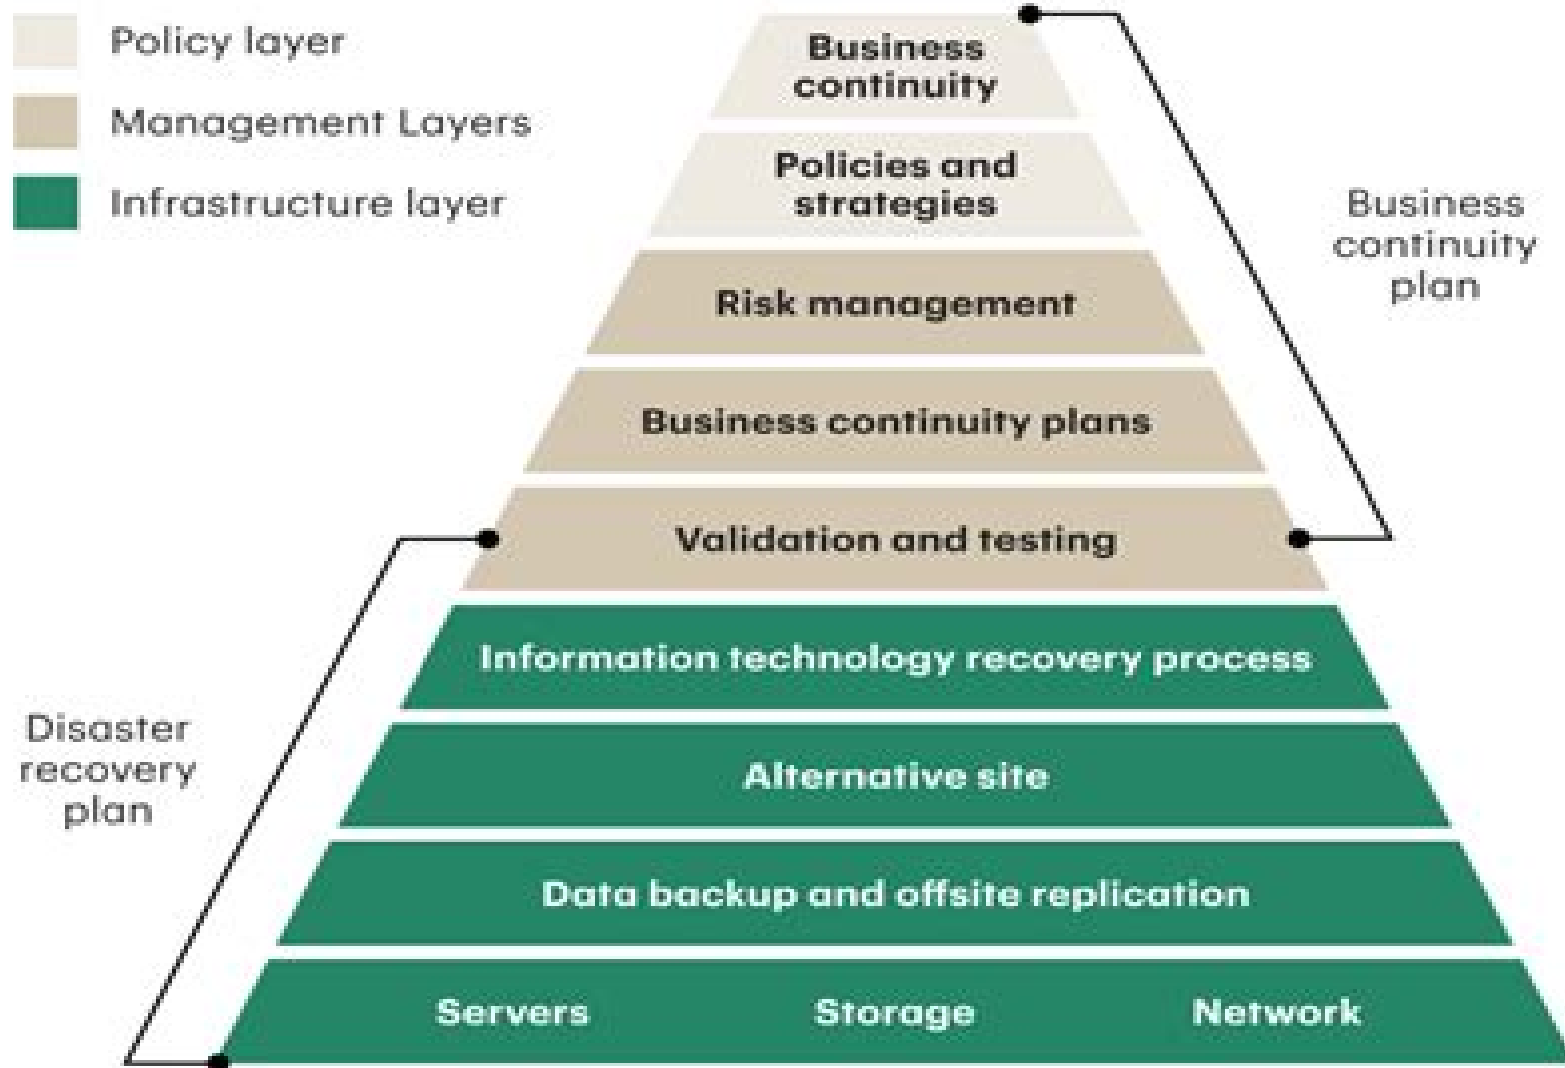 Policy layer
Management Layers
Infrastructure layer
Business
continuity
Policies and
strategies
Risk management
Business continuity plans
Validation and testing
Information technology recovery process
Alternative site
Data backup and offsite replication
Servers Storage Network
Business
continuity
plan
Disaster
recovery
plan